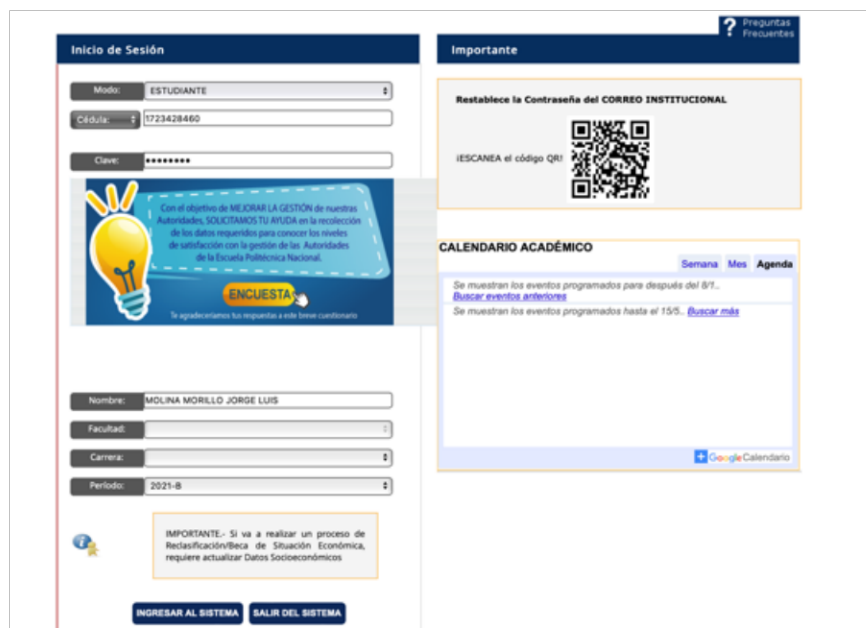 Preguntas
Frecuentes
Inicio de Sesión
Importante
Modo:
ESTUDIANTE
Cédula:
1723428460
Clave:
••••••••
Con el objetivo de MEJORAR LA GESTIÓN de nuestras
Autoridades, SOLICITAMOS TU AYUDA en la recolección
de los datos requeridos para conocer los niveles
de satisfacción con la gestión de las Autoridades
de la Escuela Politécnica Nacional.
ENCUESTA
Te agradeceríamos tus respuestas a este breve cuestionario
Nombre:
MOLINA MORILLO JORGE LUIS
Facultad:
Carrera:
Período:
2021-B
IMPORTANTE.- Si va a realizar un proceso de
Reclasificación/Beca de Situación Económica,
requiere actualizar Datos Socioeconómicos
INGRESAR AL SISTEMA
SALIR DEL SISTEMA
Restablece la Contraseña del CORREO INSTITUCIONAL
¡ESCANEA el código QR!
CALENDARIO ACADÉMICO
Semana Mes Agenda
Se muestran los eventos programados para después del 8/1..
Buscar eventos anteriores
Se muestran los eventos programados hasta el 15/5.. Buscar más
Google Calendario